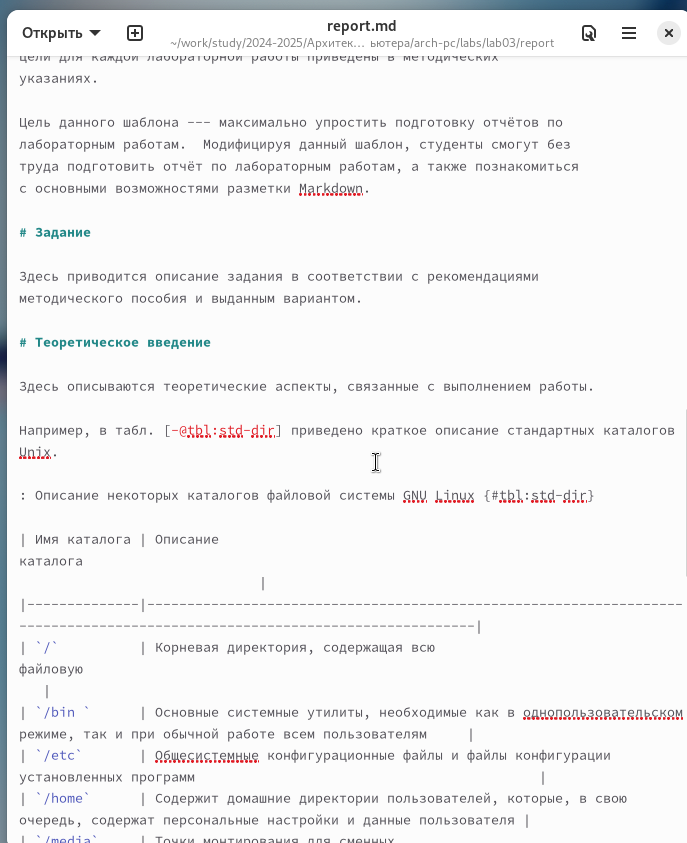 Открыть
report.md
~/work/study/2024-2025/Архитек… ьютера/arch-pc/labs/lab03/report
цели для каждой лабораторной работы приведены в методических
указаниях.
Цель данного шаблона --- максимально упростить подготовку отчётов по
лабораторным работам.  Модифицируя данный шаблон, студенты смогут без
труда подготовить отчёт по лабораторным работам, а также познакомиться
с основными возможностями разметки Markdown.
# Задание
Здесь приводится описание задания в соответствии с рекомендациями
методического пособия и выданным вариантом.
# Теоретическое введение
Здесь описываются теоретические аспекты, связанные с выполнением работы.
Например, в табл. [-@tbl:std-dir] приведено краткое описание стандартных каталогов
Unix.
: Описание некоторых каталогов файловой системы GNU Linux {#tbl:std-dir}
| Имя каталога | Описание
каталога
|
|--------------|-------------------------------------------------------------------
---------------------------------------------------------|
| `/`          | Корневая директория, содержащая всю
файловую
|
| `/bin `      | Основные системные утилиты, необходимые как в однопользовательском
режиме, так и при обычной работе всем пользователям     |
| `/etc`       | Общесистемные конфигурационные файлы и файлы конфигурации
установленных программ                                           |
| `/home`      | Содержит домашние директории пользователей, которые, в свою
очередь, содержат персональные настройки и данные пользователя |
| `/media`     | Точки монтирования для сменных